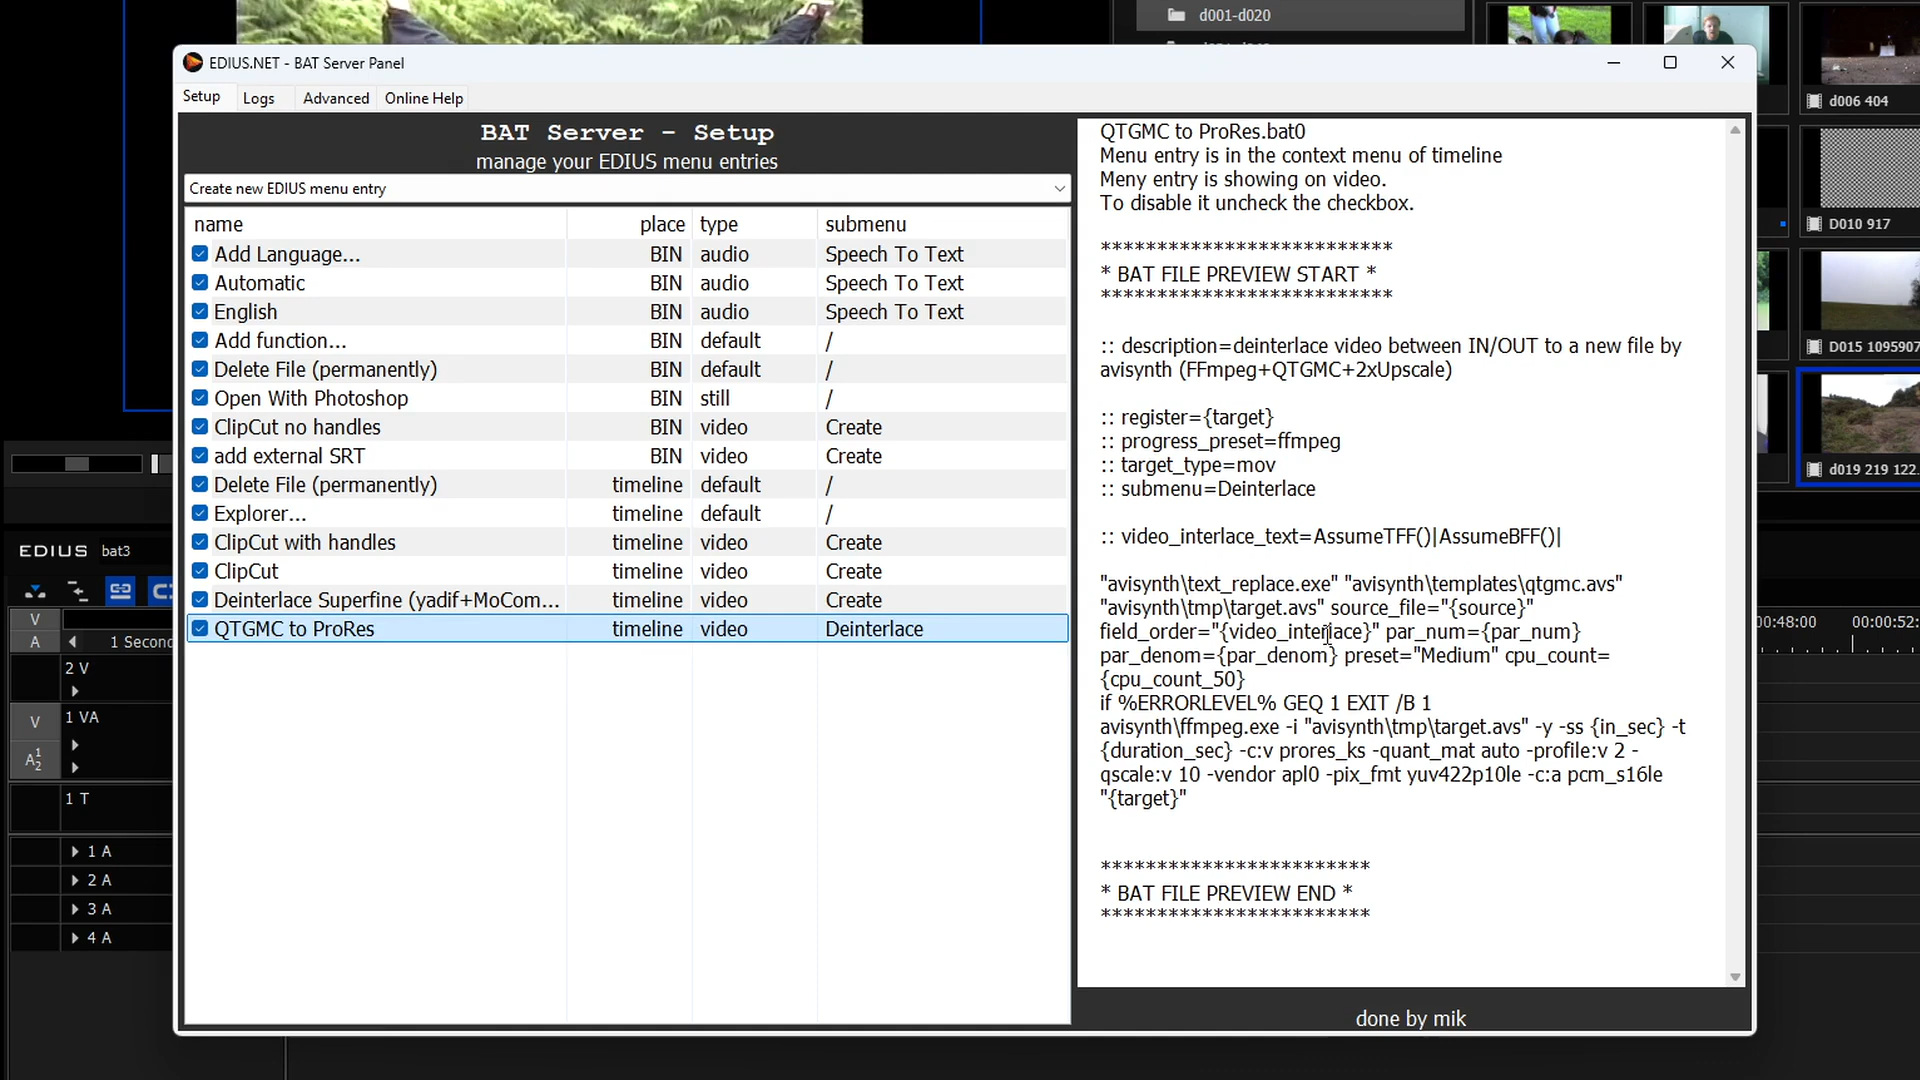 d001-d020
EDIUS.NET - BAT Server Panel
Setup Logs Advanced Online Help
BAT Server - Setup
manage your EDIUS menu entries
Create new EDIUS menu entry
name place type submenu
Add Language... BIN audio Speech To Text
Automatic BIN audio Speech To Text
English BIN audio Speech To Text
Add function... BIN default /
Delete File (permanently) BIN default /
Open With Photoshop BIN still /
ClipCut no handles BIN video Create
add external SRT BIN video Create
Delete File (permanently) timeline default /
Explorer... timeline default /
ClipCut with handles timeline video Create
ClipCut timeline video Create
Deinterlace Superfine (yadif+MoCom... timeline video Create
QTGMC to ProRes timeline video Deinterlace
QTGMC to ProRes.bat0
Menu entry is in the context menu of timeline
Meny entry is showing on video.
To disable it uncheck the checkbox.
**************************
* BAT FILE PREVIEW START *
**************************
:: description=deinterlace video between IN/OUT to a new file by
avisynth (FFmpeg+QTGMC+2xUpscale)
:: register={target}
:: progress_preset=ffmpeg
:: target_type=mov
:: submenu=Deinterlace
:: video_interlace_text=AssumeTFF()|AssumeBFF()|
"avisynth\text_replace.exe" "avisynth\templates\qtgmc.avs"
"avisynth\tmp\target.avs" source_file="{source}"
field_order="{video_interlace}" par_num={par_num}
par_denom={par_denom} preset="Medium" cpu_count=
{cpu_count_50}
if %ERRORLEVEL% GEQ 1 EXIT /B 1
avisynth\ffmpeg.exe -i "avisynth\tmp\target.avs" -y -ss {in_sec} -t
{duration_sec} -c:v prores_ks -quant_mat auto -profile:v 2 -
qscale:v 10 -vendor apl0 -pix_fmt yuv422p10le -c:a pcm_s16le
"{target}"
************************
* BAT FILE PREVIEW END *
************************
done by mik
d006 404
D010 917
D015 1095907
d019 219 122.
EDIUS bat3
V
A 1 Second
2 V
V 1 VA
A12
1 T
1 A
2 A
3 A
4 A
00:48:00 00:00:52: